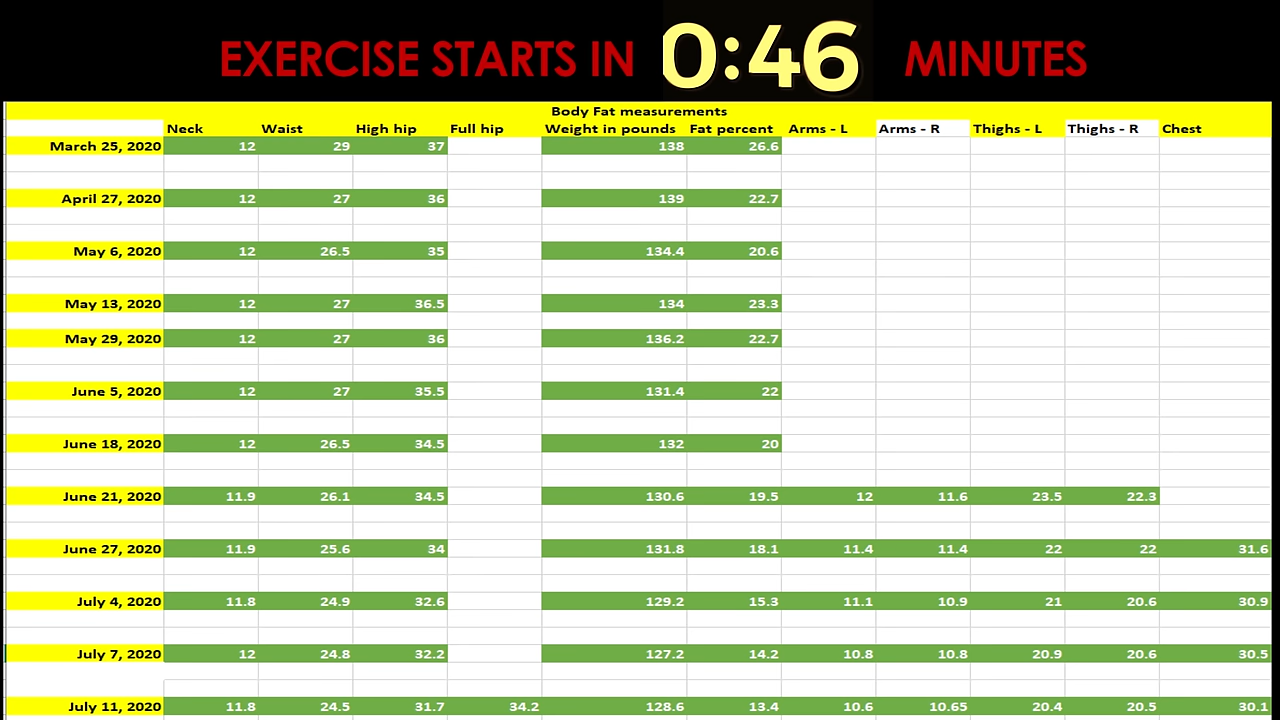 EXERCISE STARTS IN 0:46 MINUTES
Body Fat measurements
Neck Waist High hip Full hip Weight in pounds Fat percent Arms - L Arms - R Thighs - L Thighs - R Chest
March 25, 2020 12 29 37 138 26.6
April 27, 2020 12 27 36 139 22.7
May 6, 2020 12 26.5 35 134.4 20.6
May 13, 2020 12 27 36.5 134 23.3
May 29, 2020 12 27 36 136.2 22.7
June 5, 2020 12 27 35.5 131.4 22
June 18, 2020 12 26.5 34.5 132 20
June 21, 2020 11.9 26.1 34.5 130.6 19.5 12 11.6 23.5 22.3
June 27, 2020 11.9 25.6 34 131.8 18.1 11.4 11.4 22 22 31.6
July 4, 2020 11.8 24.9 32.6 129.2 15.3 11.1 10.9 21 20.6 30.9
July 7, 2020 12 24.8 32.2 127.2 14.2 10.8 10.8 20.9 20.6 30.5
July 11, 2020 11.8 24.5 31.7 34.2 128.6 13.4 10.6 10.65 20.4 20.5 30.1